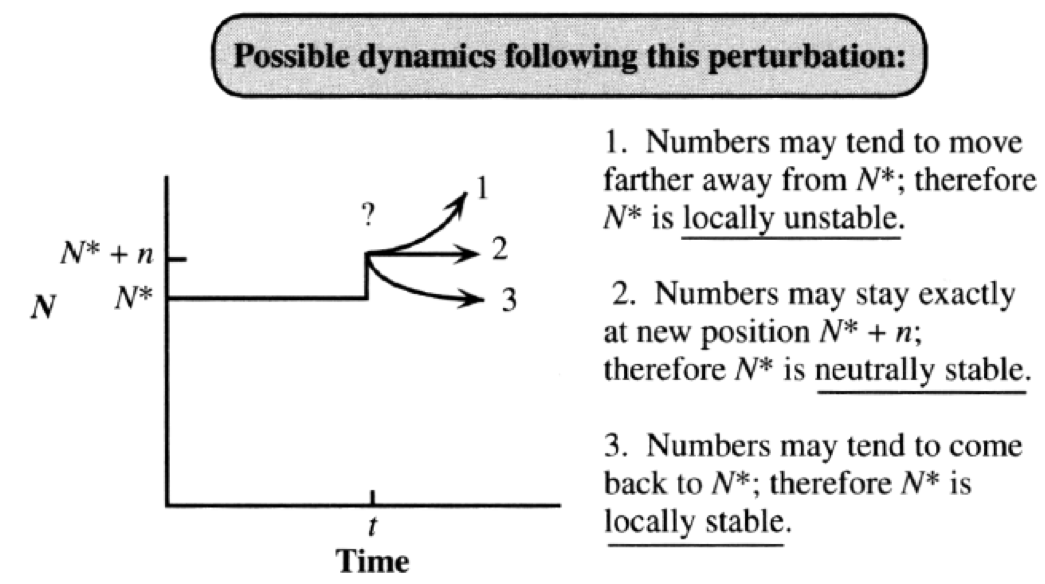 Possible dynamics following this perturbation:
1. Numbers may tend to move
farther away from N*; therefore
N* is locally unstable.
2. Numbers may stay exactly
at new position N* + n;
therefore N* is neutrally stable.
3. Numbers may tend to come
back to N*; therefore N* is
locally stable.
?
1
2
3
N* + n
N*
N
t
Time